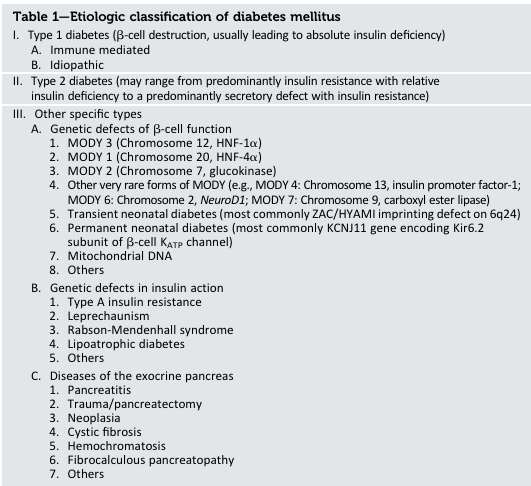 Table 1—Etiologic classification of diabetes mellitus
I. Type 1 diabetes (β-cell destruction, usually leading to absolute insulin deficiency)
A. Immune mediated
B. Idiopathic
II. Type 2 diabetes (may range from predominantly insulin resistance with relative
insulin deficiency to a predominantly secretory defect with insulin resistance)
III. Other specific types
A. Genetic defects of β-cell function
1. MODY 3 (Chromosome 12, HNF-1α)
2. MODY 1 (Chromosome 20, HNF-4α)
3. MODY 2 (Chromosome 7, glucokinase)
4. Other very rare forms of MODY (e.g., MODY 4: Chromosome 13, insulin promoter factor-1;
MODY 6: Chromosome 2, NeuroD1; MODY 7: Chromosome 9, carboxyl ester lipase)
5. Transient neonatal diabetes (most commonly ZAC/HYAMI imprinting defect on 6q24)
6. Permanent neonatal diabetes (most commonly KCNJ11 gene encoding Kir6.2
subunit of β-cell KATP channel)
7. Mitochondrial DNA
8. Others
B. Genetic defects in insulin action
1. Type A insulin resistance
2. Leprechaunism
3. Rabson-Mendenhall syndrome
4. Lipoatrophic diabetes
5. Others
C. Diseases of the exocrine pancreas
1. Pancreatitis
2. Trauma/pancreatectomy
3. Neoplasia
4. Cystic fibrosis
5. Hemochromatosis
6. Fibrocalculous pancreatopathy
7. Others